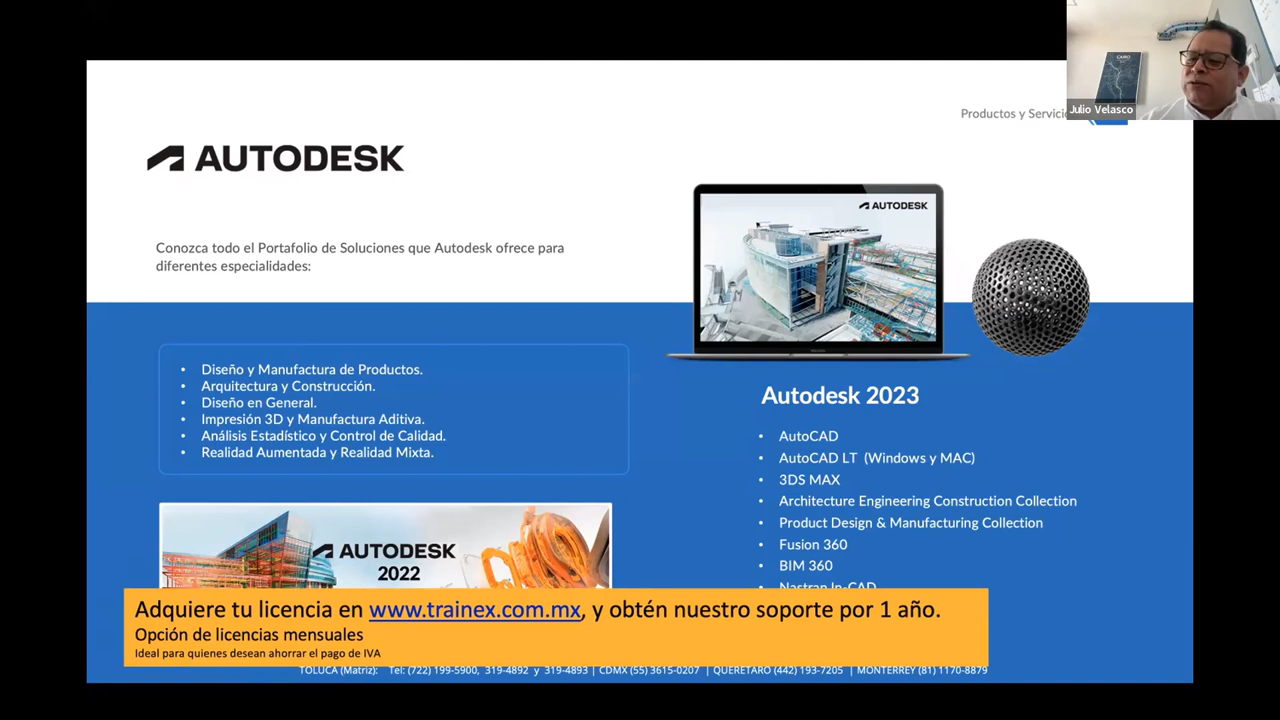 Productos y Servicio
Julio Velasco
AUTODESK
AUTODESK
Conozca todo el Portafolio de Soluciones que Autodesk ofrece para
diferentes especialidades:
• Diseño y Manufactura de Productos.
• Arquitectura y Construcción.
• Diseño en General.
• Impresión 3D y Manufactura Aditiva.
• Análisis Estadístico y Control de Calidad.
• Realidad Aumentada y Realidad Mixta.
Autodesk 2023
• AutoCAD
• AutoCAD LT (Windows y MAC)
• 3DS MAX
• Architecture Engineering Construction Collection
• Product Design & Manufacturing Collection
• Fusion 360
• BIM 360
• Nastran In-CAD
AUTODESK
2022
Adquiere tu licencia en www.trainex.com.mx, y obtén nuestro soporte por 1 año.
Opción de licencias mensuales
Ideal para quienes desean ahorrar el pago de IVA
TOLUCA (Matriz): Tel: (722) 199-5900, 319-4892 y 319-4893 | CDMX (55) 3615-0207 | QUERETARO (442) 193-7205 | MONTERREY (81) 1170-8879